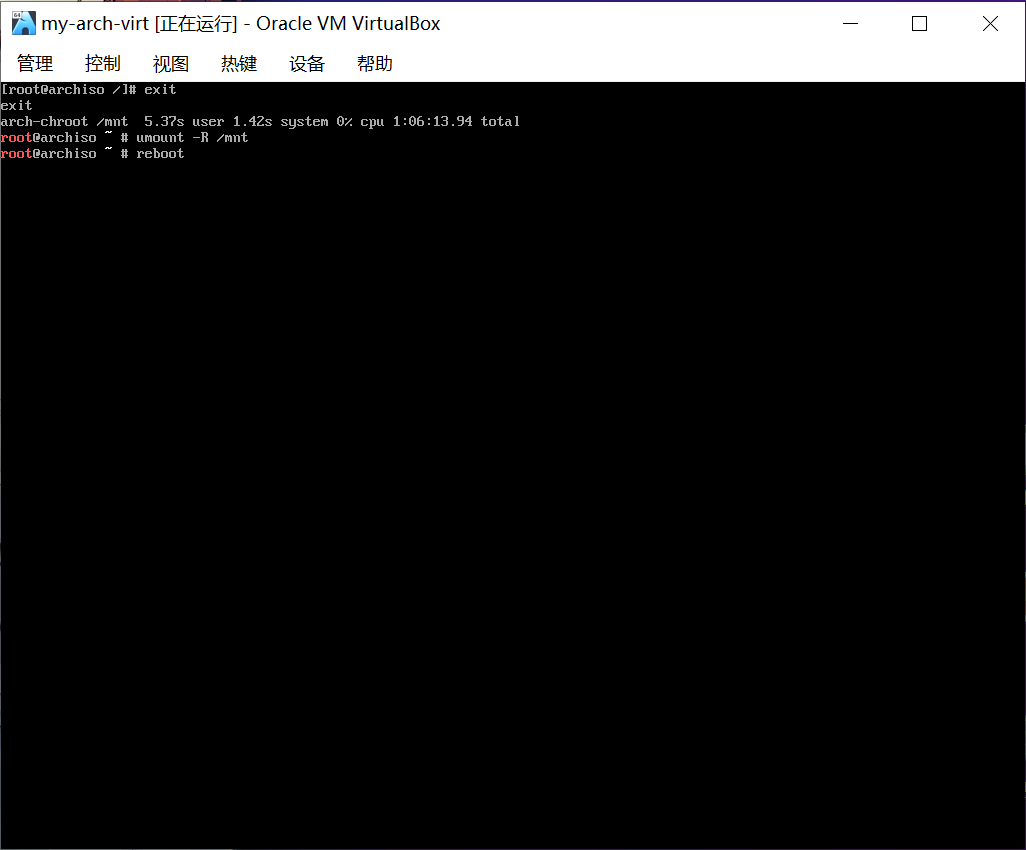 my-arch-virt [正在运行] - Oracle VM VirtualBox
管理 控制 视图 热键 设备 帮助
[root@archiso /]# exit
exit
arch-chroot /mnt  5.37s user 1.42s system 0% cpu 1:06:13.94 total
root@archiso ~ # umount -R /mnt
root@archiso ~ # reboot